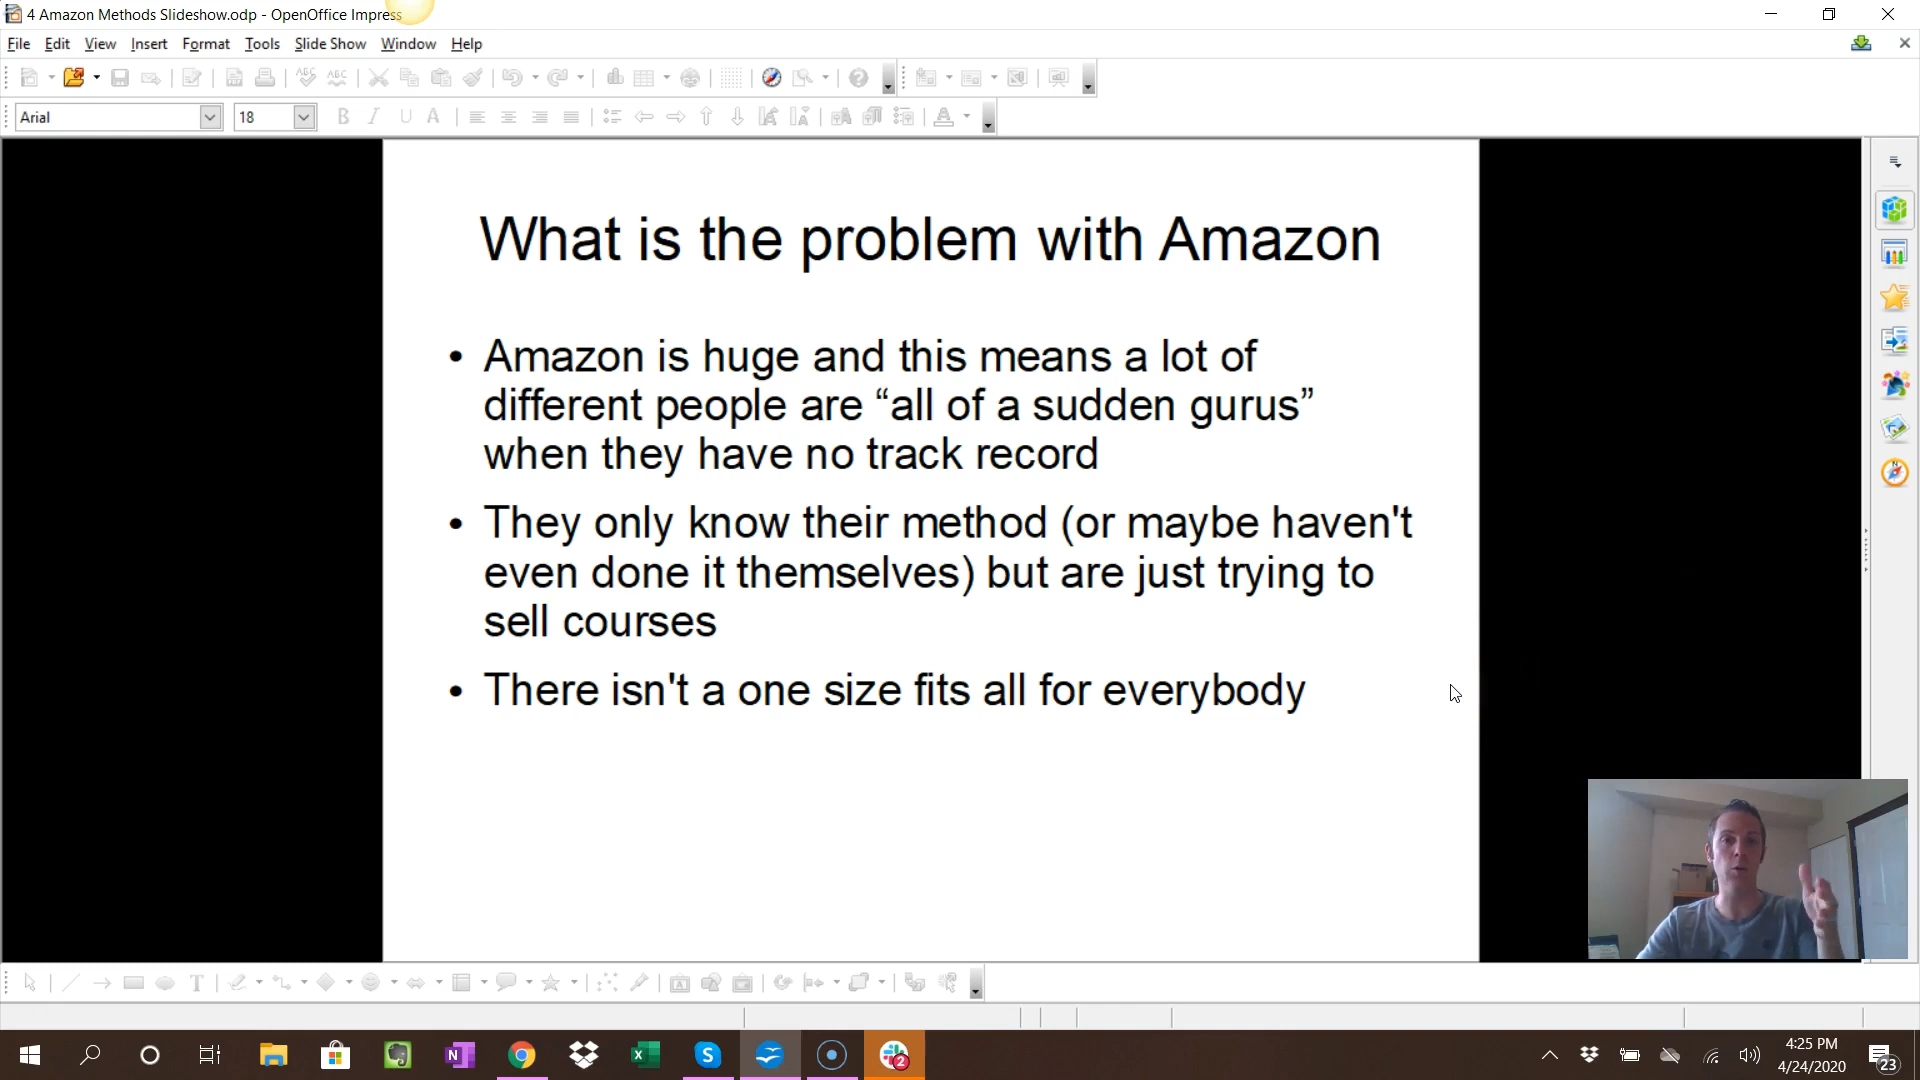 4 Amazon Methods Slideshow.odp - OpenOffice Impress
File Edit View Insert Format Tools Slide Show Window Help
Arial 18
What is the problem with Amazon
• Amazon is huge and this means a lot of
different people are “all of a sudden gurus”
when they have no track record
• They only know their method (or maybe haven't
even done it themselves) but are just trying to
sell courses
• There isn't a one size fits all for everybody
4:25 PM
4/24/2020
23
2